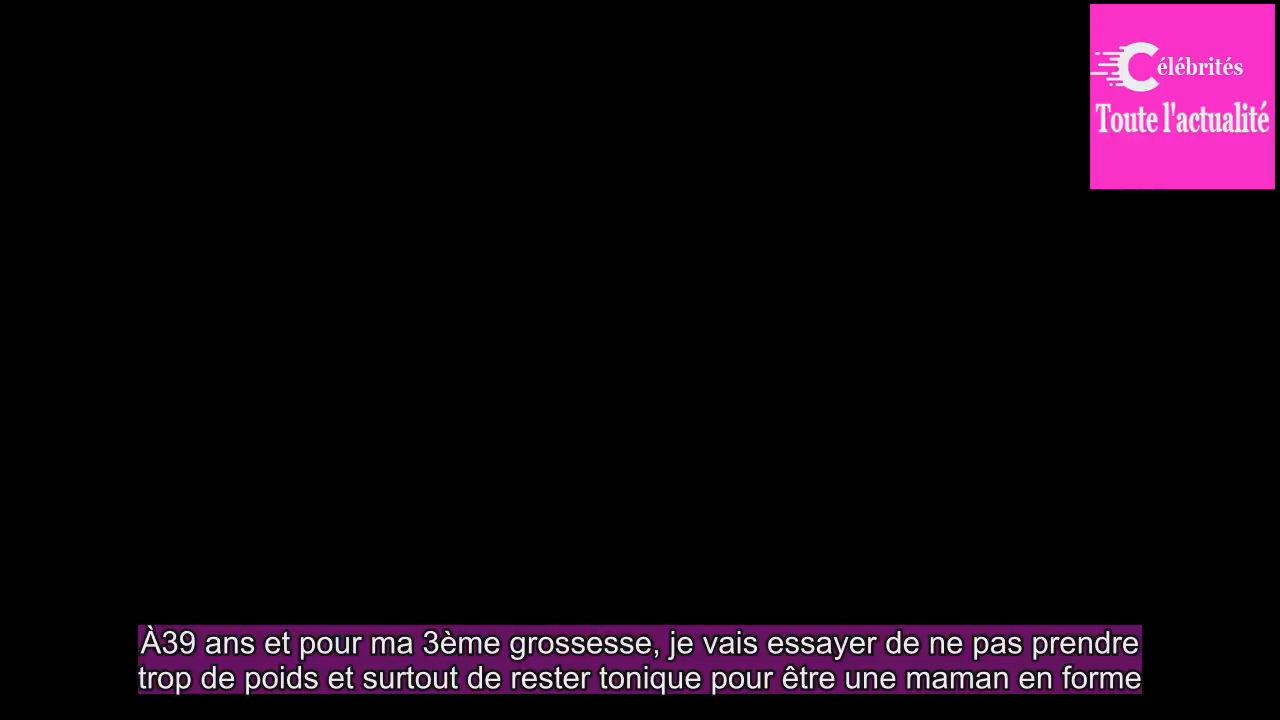 Célébrités
Toute l'actualité
À39 ans et pour ma 3ème grossesse, je vais essayer de ne pas prendre
trop de poids et surtout de rester tonique pour être une maman en forme